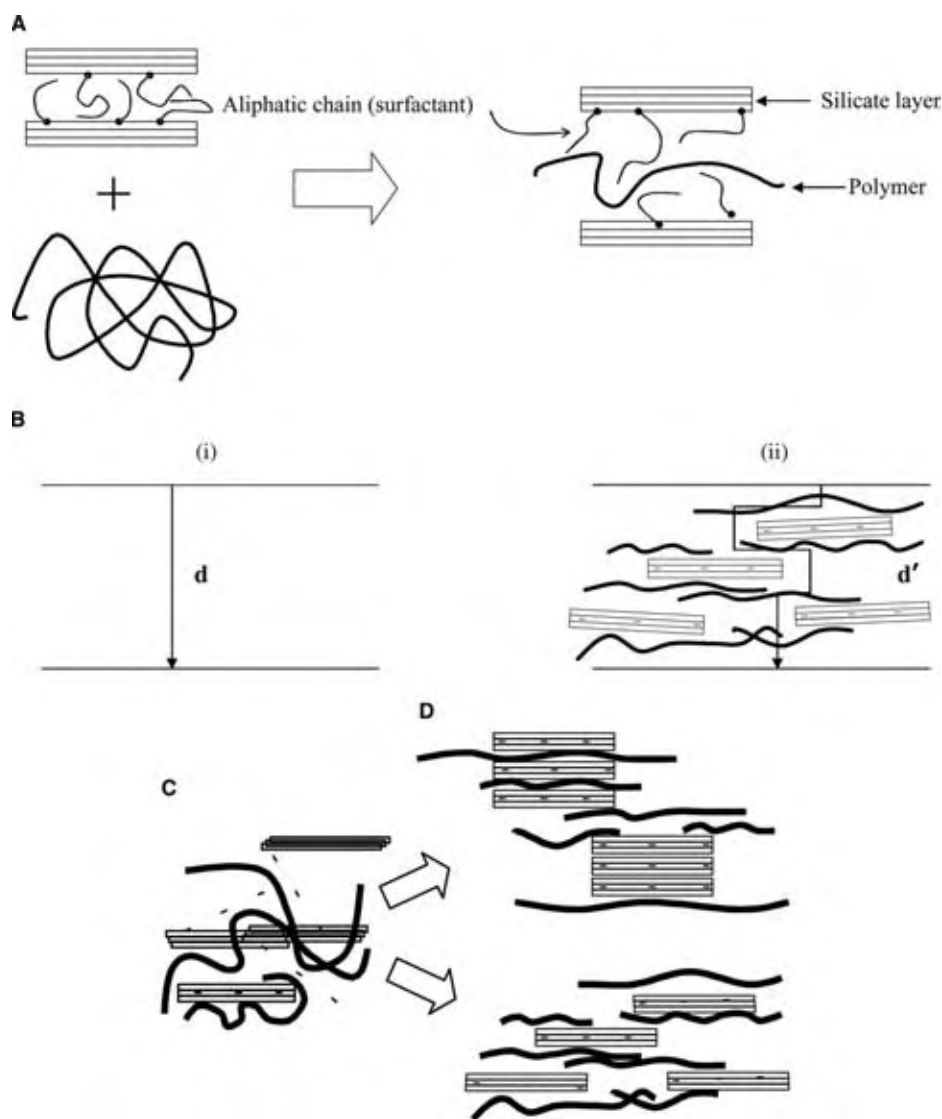 A
Aliphatic chain (surfactant)
Silicate layer
+
Polymer
B
(i)
(ii)
d
d′
D
C